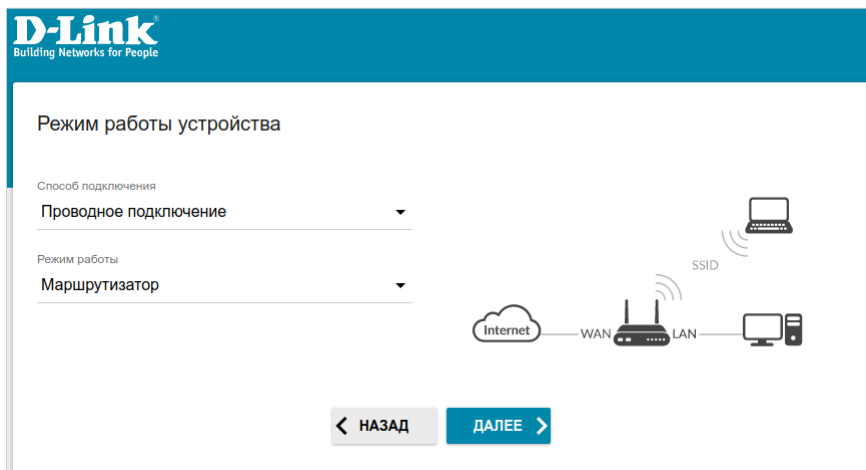 D-Link
Building Networks for People
Режим работы устройства
Способ подключения
Проводное подключение
Режим работы
Маршрутизатор
SSID
Internet
WAN
LAN
НАЗАД
ДАЛЕЕ